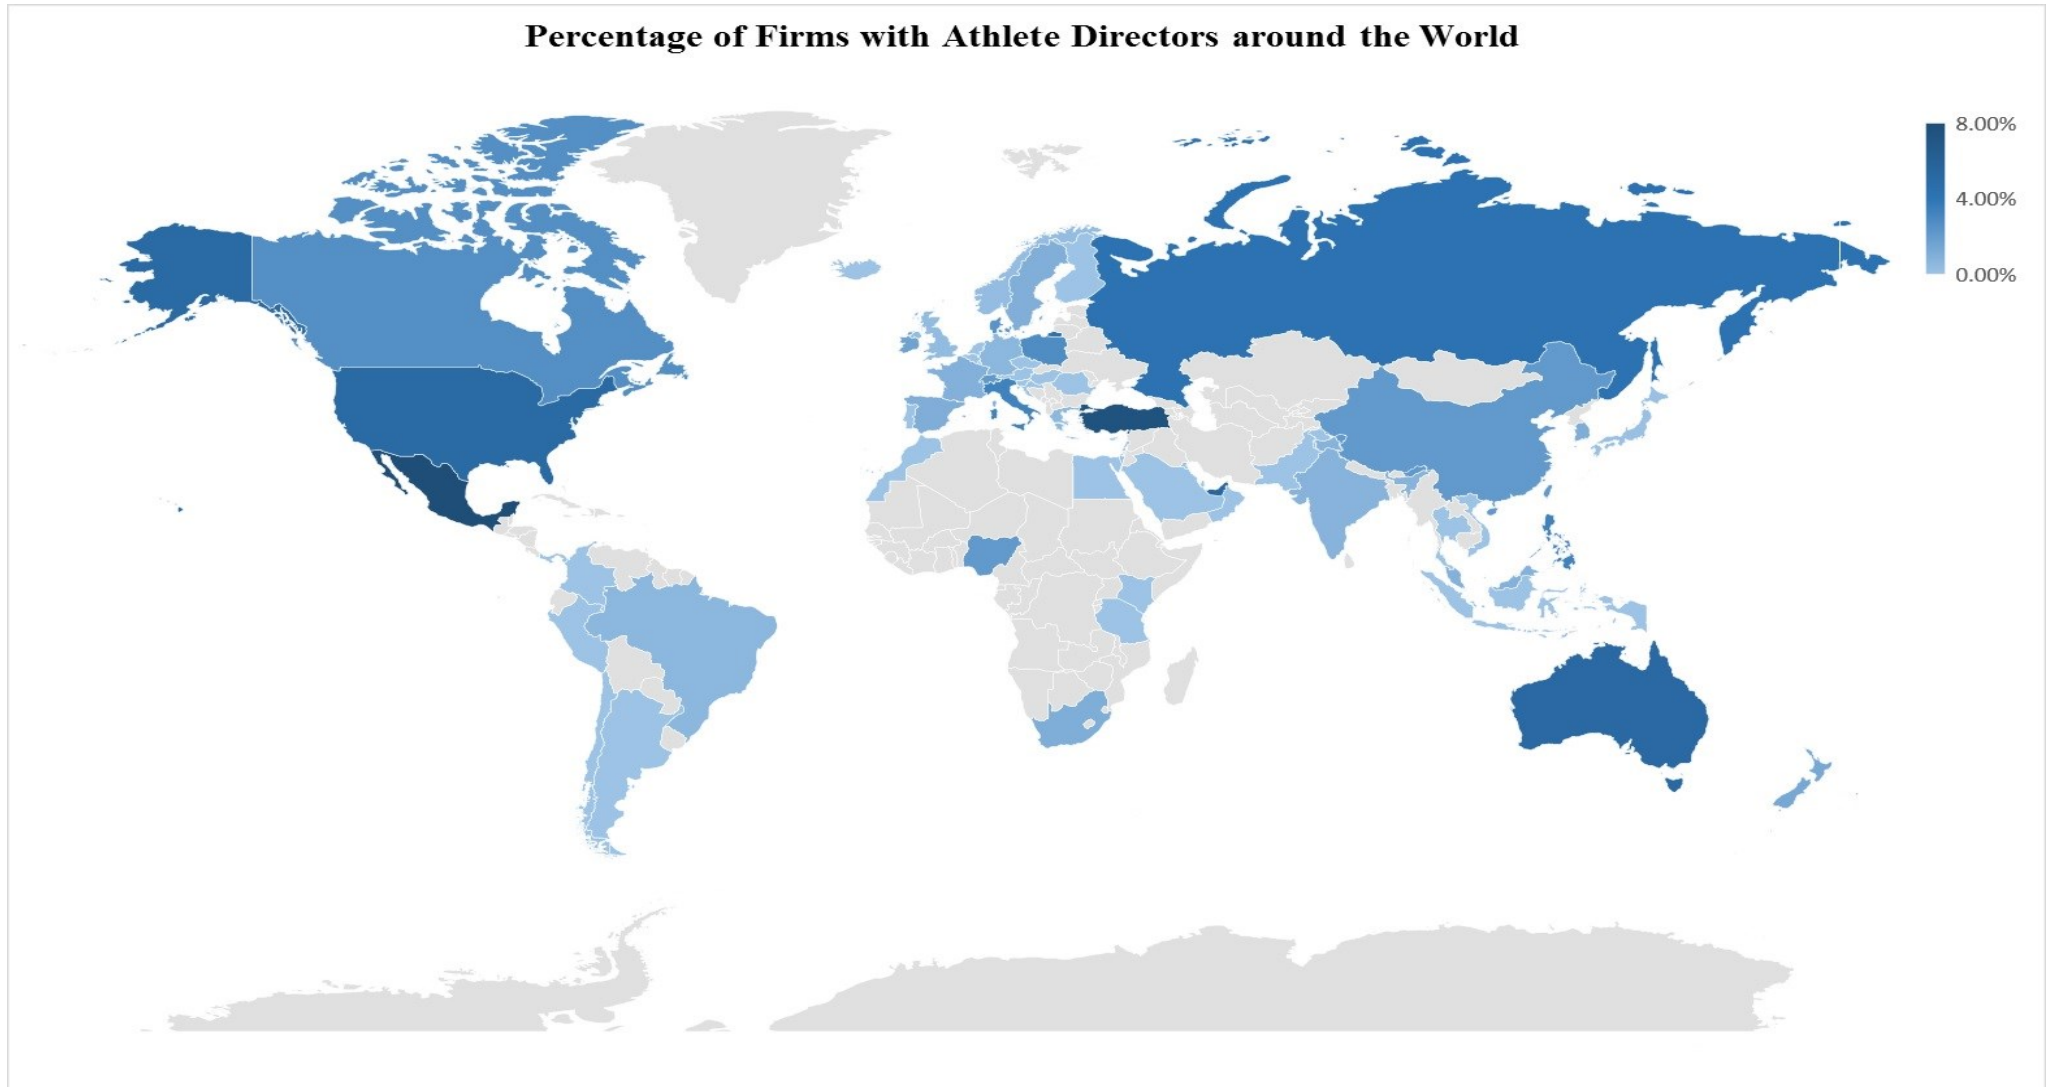 Percentage of Firms with Athlete Directors around the World
8.00%
4.00%
0.00%